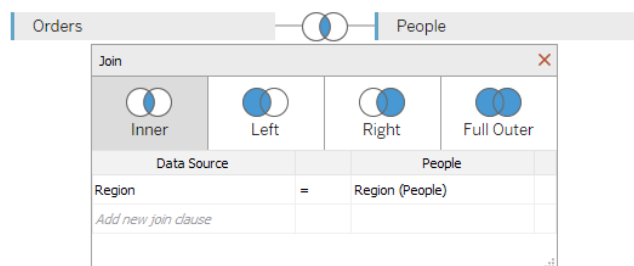 Orders People
Join
Inner Left Right Full Outer
Data Source People
Region = Region (People)
Add new join clause